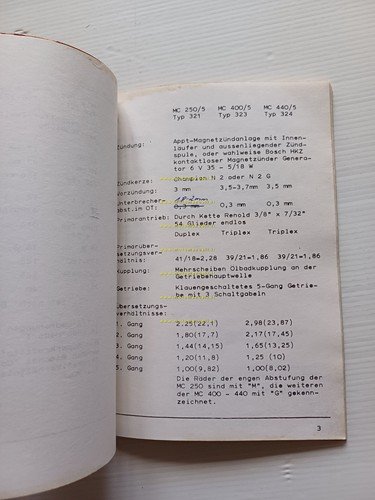 MC 250/5 MC 400/5 MC 440/5
Typ 321 Typ 323 Typ 324
Zündung: Appt-Magnetzündanlage mit Innen-
läufer und aussenliegender Zünd-
spule, oder wahlweise Bosch HKZ
kontaktloser Magnetzünder Genera-
tor 6 V 35 - 5/18 W
Zündkerze: Champion N 2 oder N 2 G
Vorzündung: 3 mm 3,5-3,7mm 3,5 mm
Unterbrecher-
abst.im OT: 0,3 mm 0,3 mm 0,3 mm
Primarantrieb: Durch Kette Renold 3/8" x 7/32"
54 Glieder endlos
Duplex Triplex Triplex
Primarüber-
setzungsver-
hältnis: 41/18=2,28 39/21=1,86 39/21=1,86
Kupplung: Mehrscheiben Olbadkupplung an der
Getriebehauptwelle
Getriebe: Klauengeschaltetes 5-Gang Getrie-
be mit 3 Schaltgabeln
Übersetzungs-
verhältnisse:
1. Gang 2,25(22,1) 2,98(23,87)
2. Gang 1,80(17,7) 2,17(17,45)
3. Gang 1,44(14,15) 1,65(13,25)
4. Gang 1,20(11,8) 1,25 (10)
5. Gang 1,00(9,82) 1,00(8,02)
Die Räder der engen Abstufung der
MC 250 sind mit "M", die weiteren
der MC 400 - 440 mit "G" gekenn-
zeichnet.
3